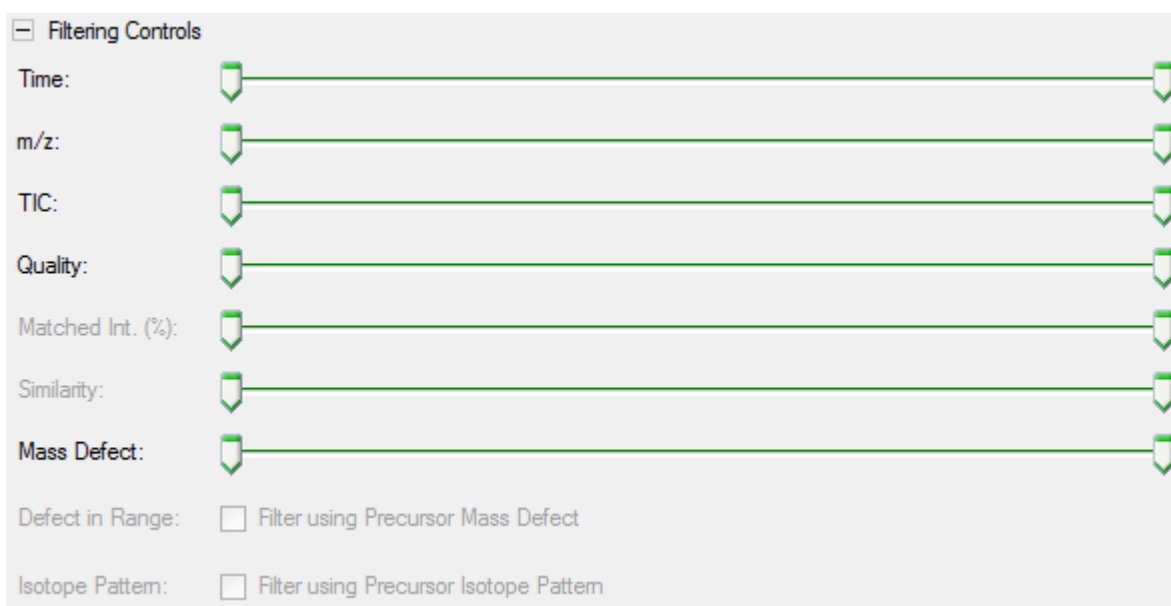 Filtering Controls
Time:
m/z:
TIC:
Quality:
Matched Int. (%):
Similarity:
Mass Defect:
Defect in Range: Filter using Precursor Mass Defect
Isotope Pattern: Filter using Precursor Isotope Pattern